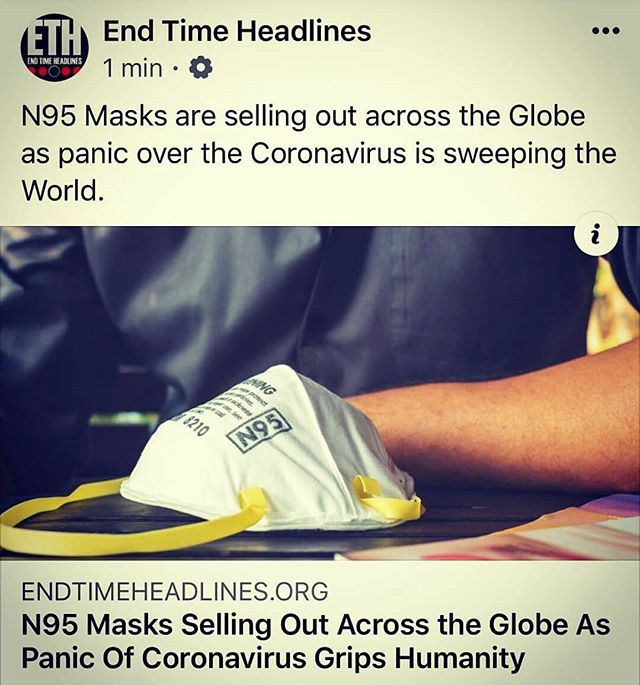 ETH
END TIME HEADLINES
End Time Headlines
1 min ·
N95 Masks are selling out across the Globe
as panic over the Coronavirus is sweeping the
World.
i
N95
8210
ENDTIMEHEADLINES.ORG
N95 Masks Selling Out Across the Globe As
Panic Of Coronavirus Grips Humanity